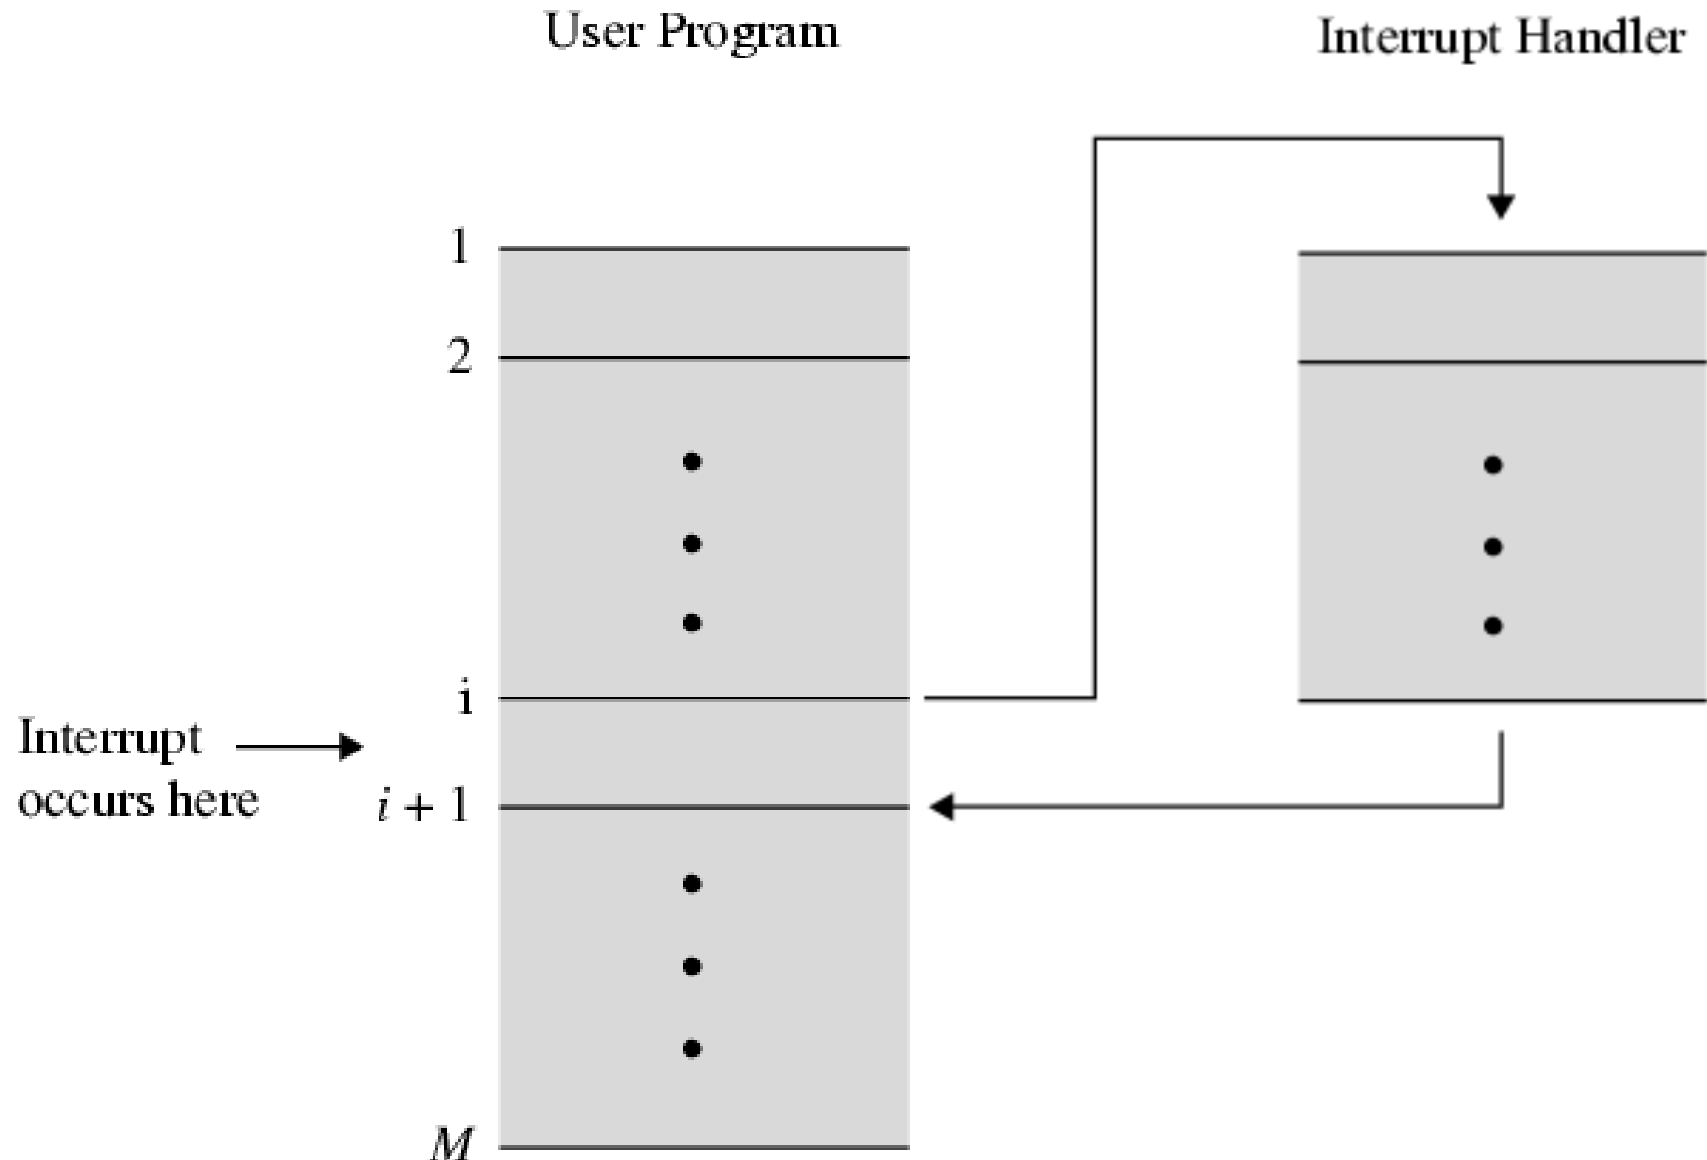 User Program
Interrupt Handler
1
2
i
Interrupt
occurs here
i + 1
M